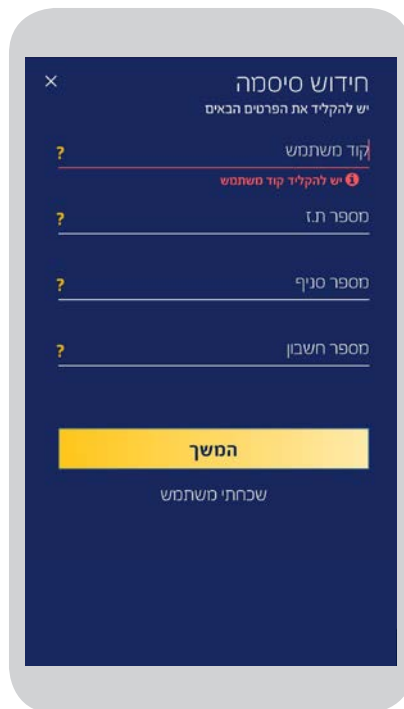 חידוש סיסמה
יש להקליד את הפרטים הבאים
קוד משתמש ?
יש להקליד קוד משתמש
מספר ת.ז ?
מספר סניף ?
מספר חשבון ?
המשך
שכחתי משתמש